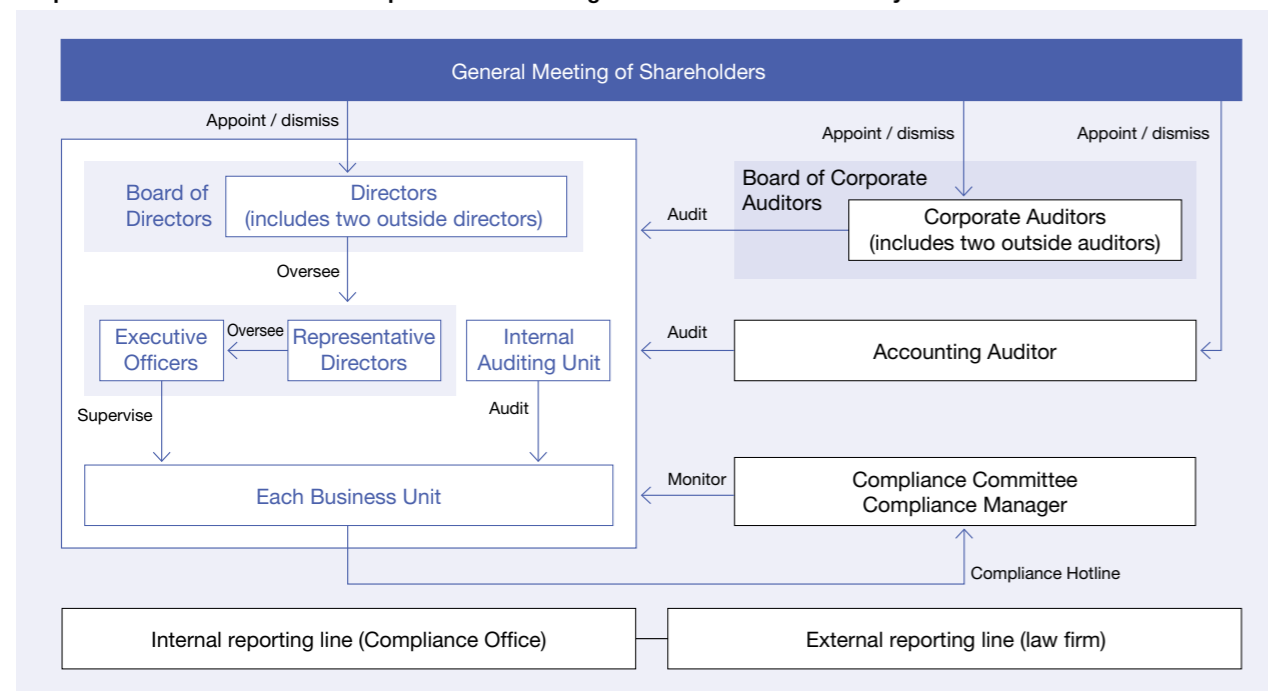 General Meeting of Shareholders
Appoint / dismiss
Appoint / dismiss
Appoint / dismiss
Board of
Directors
Directors
(includes two outside directors)
Board of Corporate
Auditors
Corporate Auditors
(includes two outside auditors)
Audit
Oversee
Executive
Officers
Oversee
Representative
Directors
Internal
Auditing Unit
Audit
Accounting Auditor
Supervise
Audit
Each Business Unit
Monitor
Compliance Committee
Compliance Manager
Compliance Hotline
Internal reporting line (Compliance Office)
External reporting line (law firm)